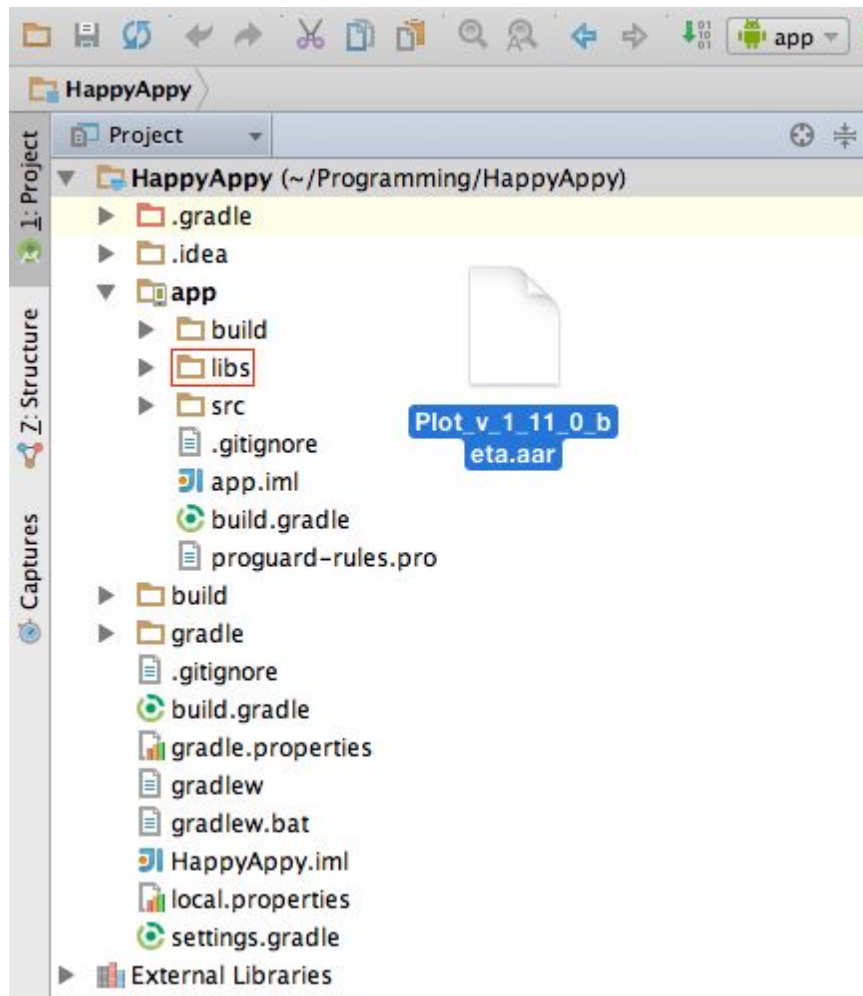 app
HappyAppy
Project
1: Project
HappyAppy (~/Programming/HappyAppy)
.gradle
.idea
app
build
libs
src
.gitignore
app.iml
build.gradle
proguard-rules.pro
Plot_v_1_11_0_b
eta.aar
7: Structure
Captures
build
gradle
.gitignore
build.gradle
gradle.properties
gradlew
gradlew.bat
HappyAppy.iml
local.properties
settings.gradle
External Libraries